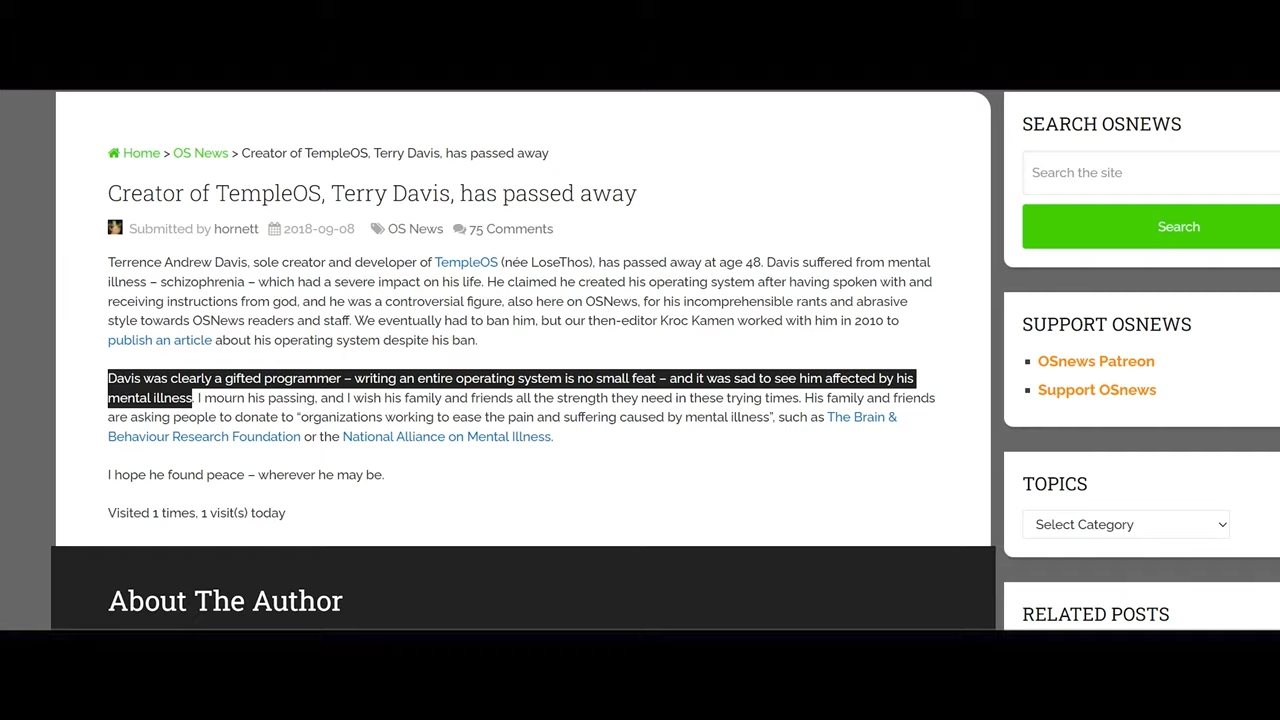 Home > OS News > Creator of TempleOS, Terry Davis, has passed away
Creator of TempleOS, Terry Davis, has passed away
Submitted by hornett 2018-09-08 OS News 75 Comments
Terrence Andrew Davis, sole creator and developer of TempleOS (née LoseThos), has passed away at age 48. Davis suffered from mental
illness – schizophrenia – which had a severe impact on his life. He claimed he created his operating system after having spoken with and
receiving instructions from god, and he was a controversial figure, also here on OSNews, for his incomprehensible rants and abrasive
style towards OSNews readers and staff. We eventually had to ban him, but our then-editor Kroc Kamen worked with him in 2010 to
publish an article about his operating system despite his ban.
Davis was clearly a gifted programmer – writing an entire operating system is no small feat – and it was sad to see him affected by his
mental illness. I mourn his passing, and I wish his family and friends all the strength they need in these trying times. His family and friends
are asking people to donate to “organizations working to ease the pain and suffering caused by mental illness”, such as The Brain &
Behaviour Research Foundation or the National Alliance on Mental Illness.
I hope he found peace – wherever he may be.
Visited 1 times, 1 visit(s) today
About The Author
SEARCH OSNEWS
Search the site
Search
SUPPORT OSNEWS
OSnews Patreon
Support OSnews
TOPICS
Select Category
RELATED POSTS